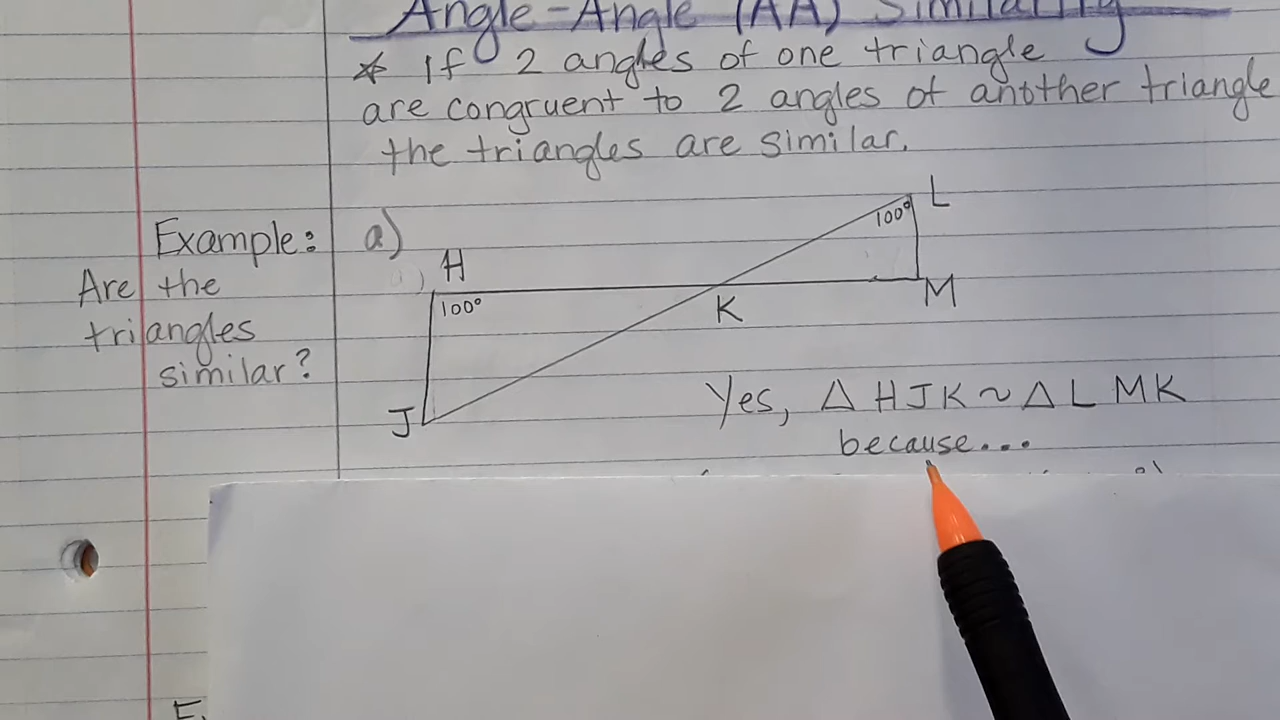 Angle-Angle (AA) Similarity
* If 2 angles of one triangle
are congruent to 2 angles of another triangle
the triangles are similar.
Example:
Are the
triangles
similar?
a)
H
100°
J
K
100°
L
M
Yes, △HJK ~ △LMK
because...